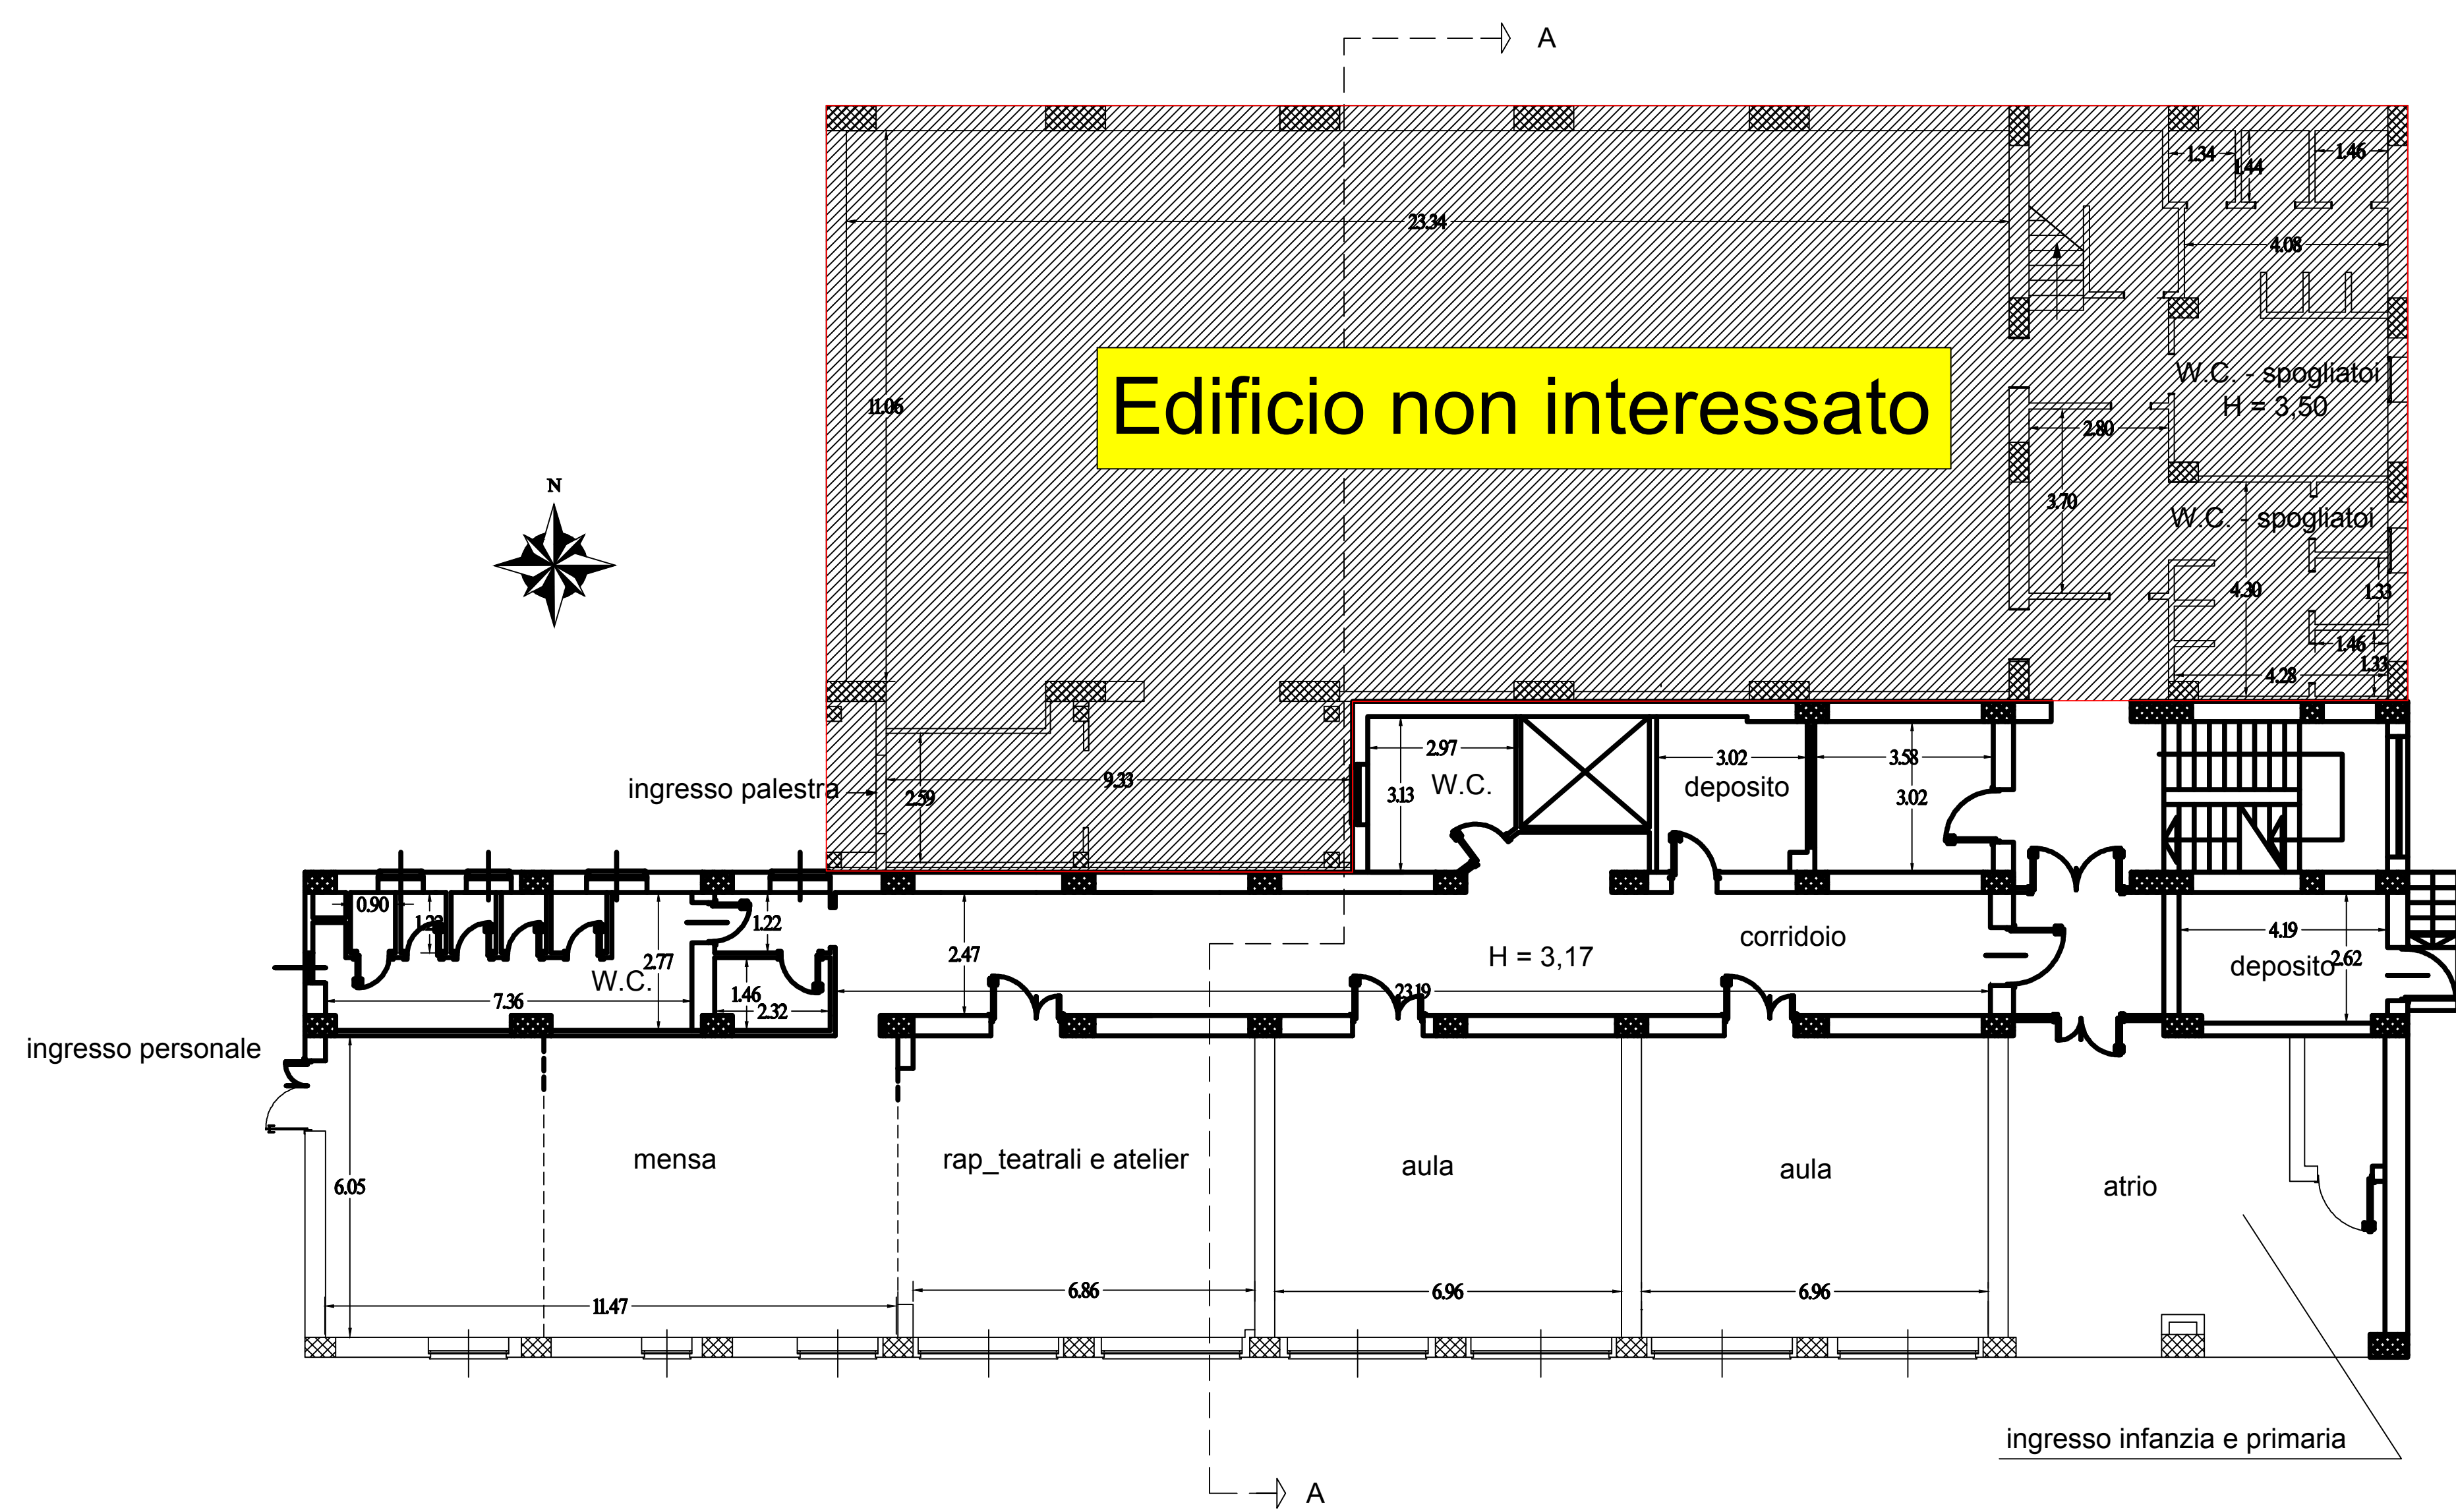 A
1.34
1.44
1.46
23.34
4.08
11.06
Edificio non interessato
W.C. - spogliatoi
H = 3,50
2.80
N
3.70
W.C. - spogliatoi
4.30
1.33
1.46
1.33
4.28
2.97
3.02
3.58
ingresso palestra
2.59
9.33
3.13
W.C.
deposito
3.02
0.90
1.22
1.22
2.77
2.47
corridoio
4.19
H = 3,17
deposito
2.62
W.C.
7.36
1.46
2.32
23.19
ingresso personale
mensa
rap_teatrali e atelier
aula
aula
6.05
atrio
11.47
6.86
6.96
6.96
ingresso infanzia e primaria
A